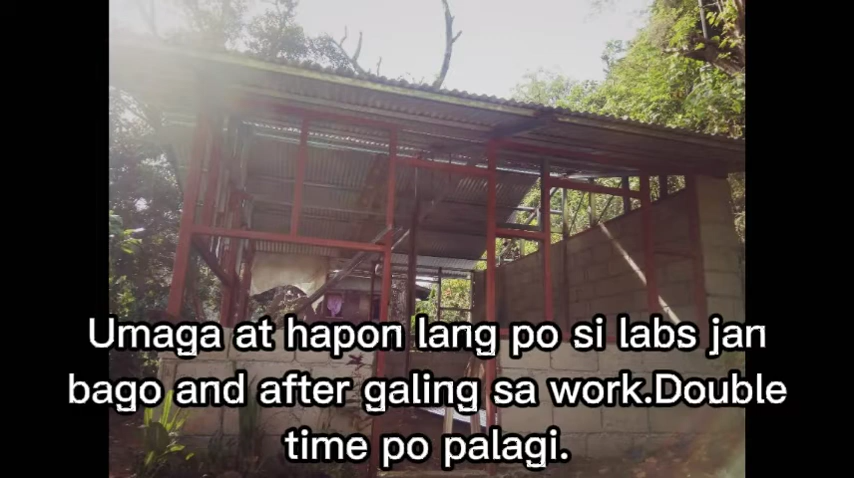 Umaga at hapon lang po si labs jan
bago and after galing sa work.Double
time po palagi.